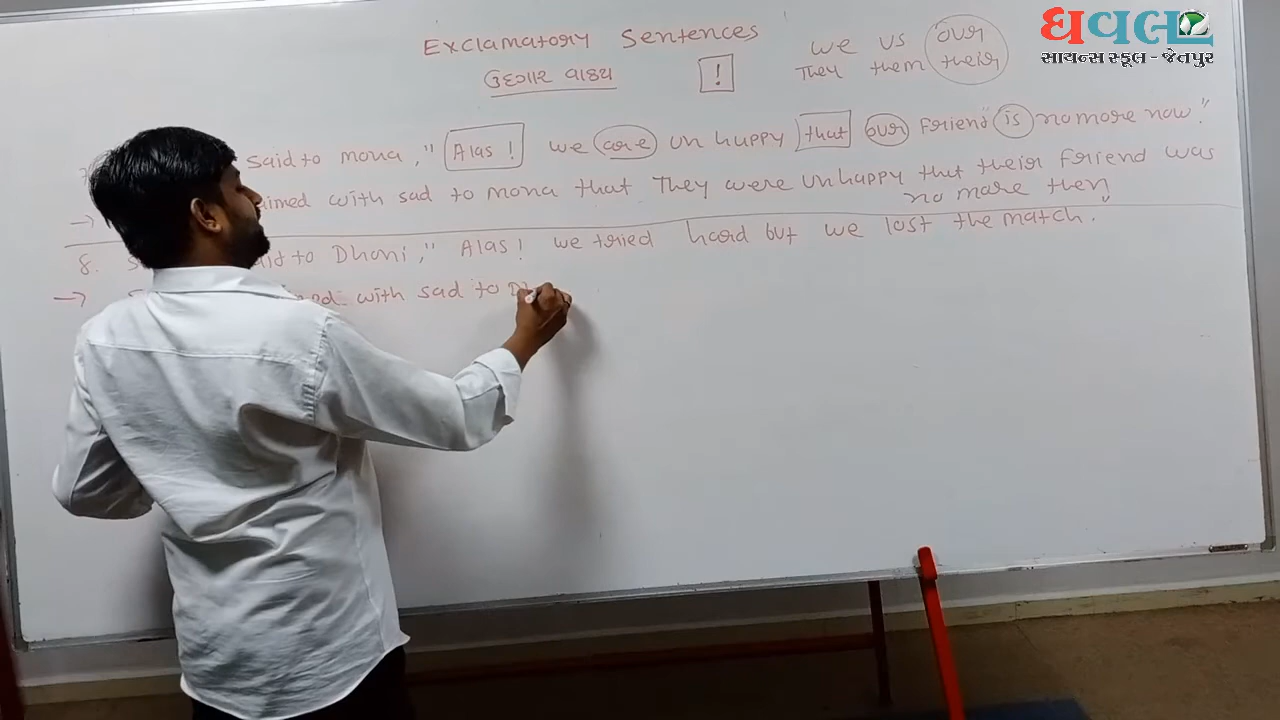 Exclamatory Sentences
ઉદગાર વાક્ય !
we us our
They them their
ધવલ
સાયન્સ સ્કૂલ - જેતપુર
said to mona, " Alas ! we are unhappy that our Friend is no more now."
with sad to mona that They were unhappy that their Friend was
no more then
8. to Dhoni, " Alas! we tried hard but we lost the match."
→ with sad to